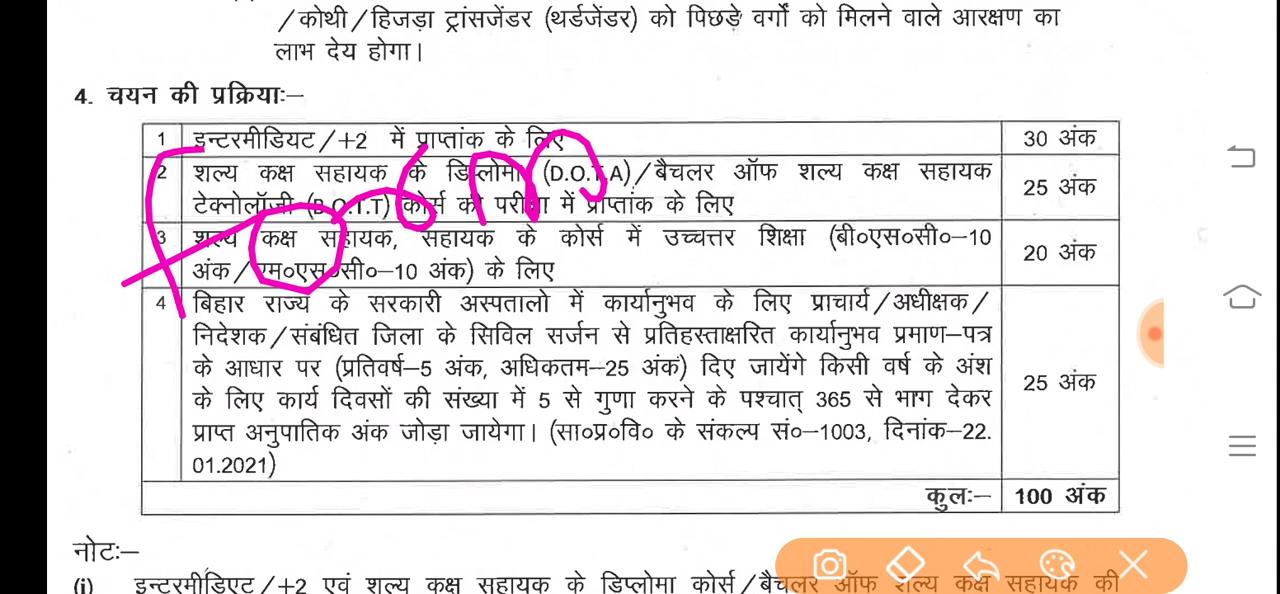 /कोथी/हिजड़ा ट्रांसजेंडर (थर्डजेंडर) को पिछड़े वर्गों को मिलने वाले आरक्षण का
लाभ देय होगा।
4. चयन की प्रक्रियाः–
1 इन्टरमीडियट/+2 में प्राप्तांक के लिए 30 अंक
2 शल्य कक्ष सहायक के डिप्लोमा (D.O.T.A)/बैचलर ऑफ शल्य कक्ष सहायक
टेक्नोलॉजी (B.O.T.T) कोर्स की परीक्षा में प्राप्तांक के लिए 25 अंक
3 शल्य कक्ष सहायक, सहायक के कोर्स में उच्चत्तर शिक्षा (बी०एस०सी०–10
अंक/एम०एस०सी०–10 अंक) के लिए 20 अंक
4 बिहार राज्य के सरकारी अस्पतालो में कार्यानुभव के लिए प्राचार्य/अधीक्षक/
निदेशक/संबंधित जिला के सिविल सर्जन से प्रतिहस्ताक्षरित कार्यानुभव प्रमाण–पत्र
के आधार पर (प्रतिवर्ष–5 अंक, अधिकतम–25 अंक) दिए जायेंगे किसी वर्ष के अंश
के लिए कार्य दिवसों की संख्या में 5 से गुणा करने के पश्चात् 365 से भाग देकर
प्राप्त अनुपातिक अंक जोड़ा जायेगा। (सा०प्र०वि० के संकल्प सं०–1003, दिनांक–22.
01.2021) 25 अंक
कुलः– 100 अंक
नोटः–
(i) इन्टरमीडिएट/+2 एवं शल्य कक्ष सहायक के डिप्लोमा कोर्स/बैचलर ऑफ शल्य कक्ष सहायक की